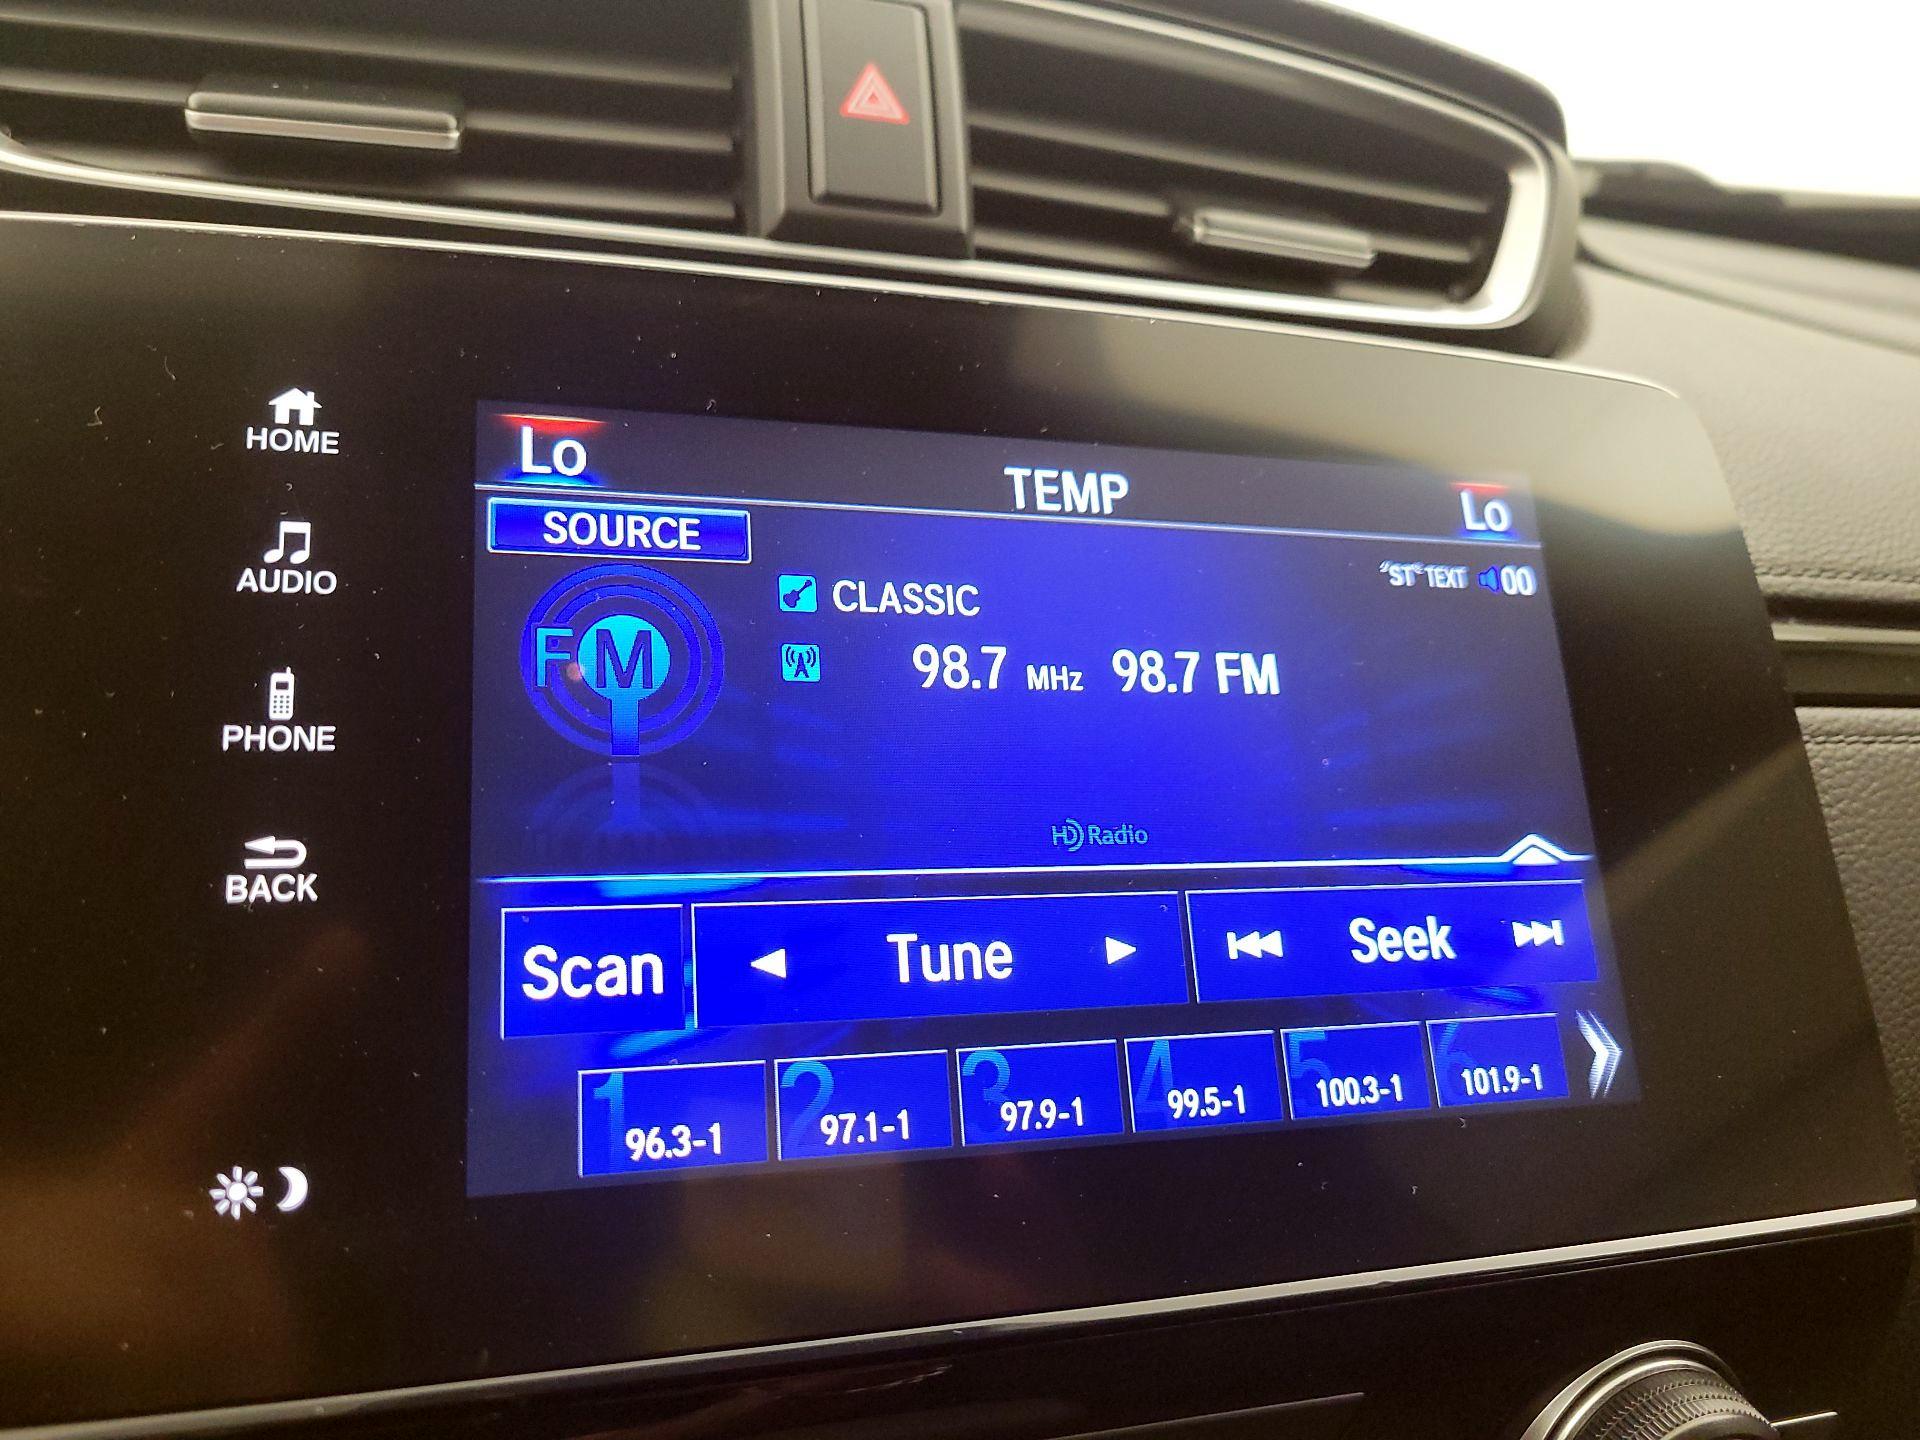 HOME
AUDIO
PHONE
BACK
Lo TEMP Lo
SOURCE
"ST" TEXT 00
FM
CLASSIC
98.7 MHz 98.7 FM
HD Radio
Scan Tune Seek
1 96.3-1
2 97.1-1
3 97.9-1
4 99.5-1
5 100.3-1
6 101.9-1